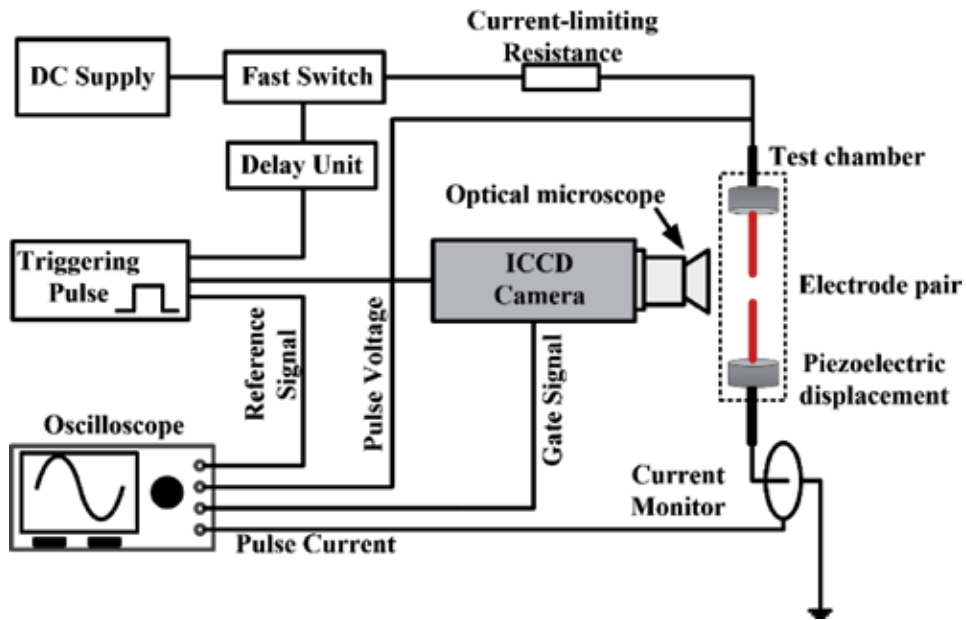 Current-limiting
Resistance
DC Supply
Fast Switch
Delay Unit
Test chamber
Optical microscope
Triggering
Pulse
ICCD
Camera
Electrode pair
Reference
Signal
Pulse Voltage
Gate Signal
Piezoelectric
displacement
Oscilloscope
Current
Monitor
Pulse Current